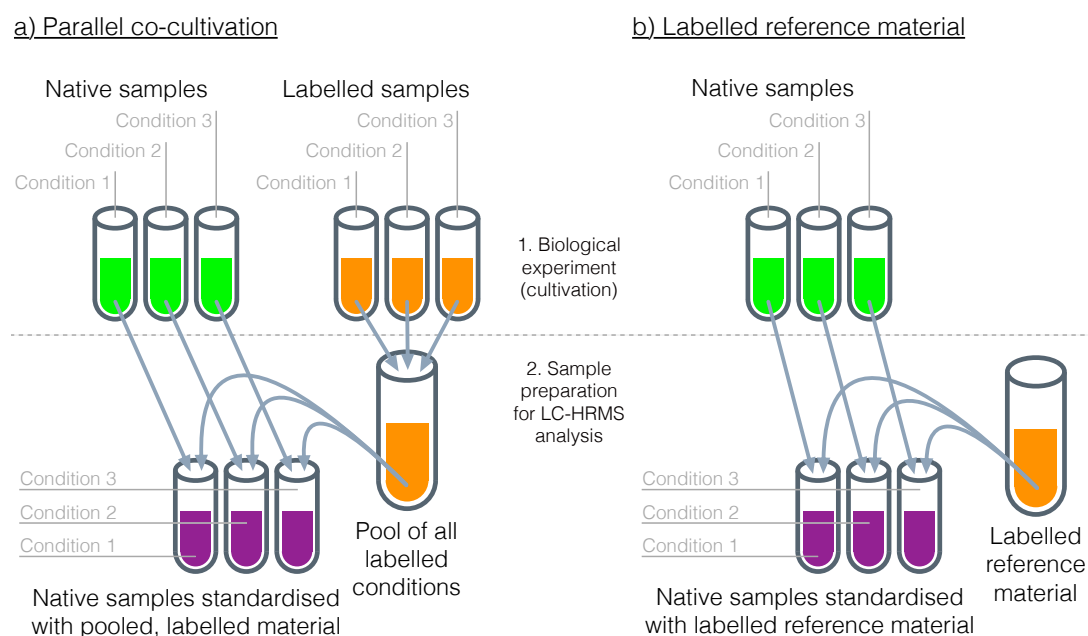 a) Parallel co-cultivation
Native samples
Labelled samples
Condition 3
Condition 2
Condition 1
Condition 3
Condition 2
Condition 1
1. Biological
experiment
(cultivation)
2. Sample
preparation
for LC-HRMS
analysis
Condition 3
Condition 2
Condition 1
Pool of all
labelled
conditions
Native samples standardised
with pooled, labelled material
b) Labelled reference material
Native samples
Condition 3
Condition 2
Condition 1
Condition 3
Condition 2
Condition 1
Labelled
reference
material
Native samples standardised
with labelled reference material